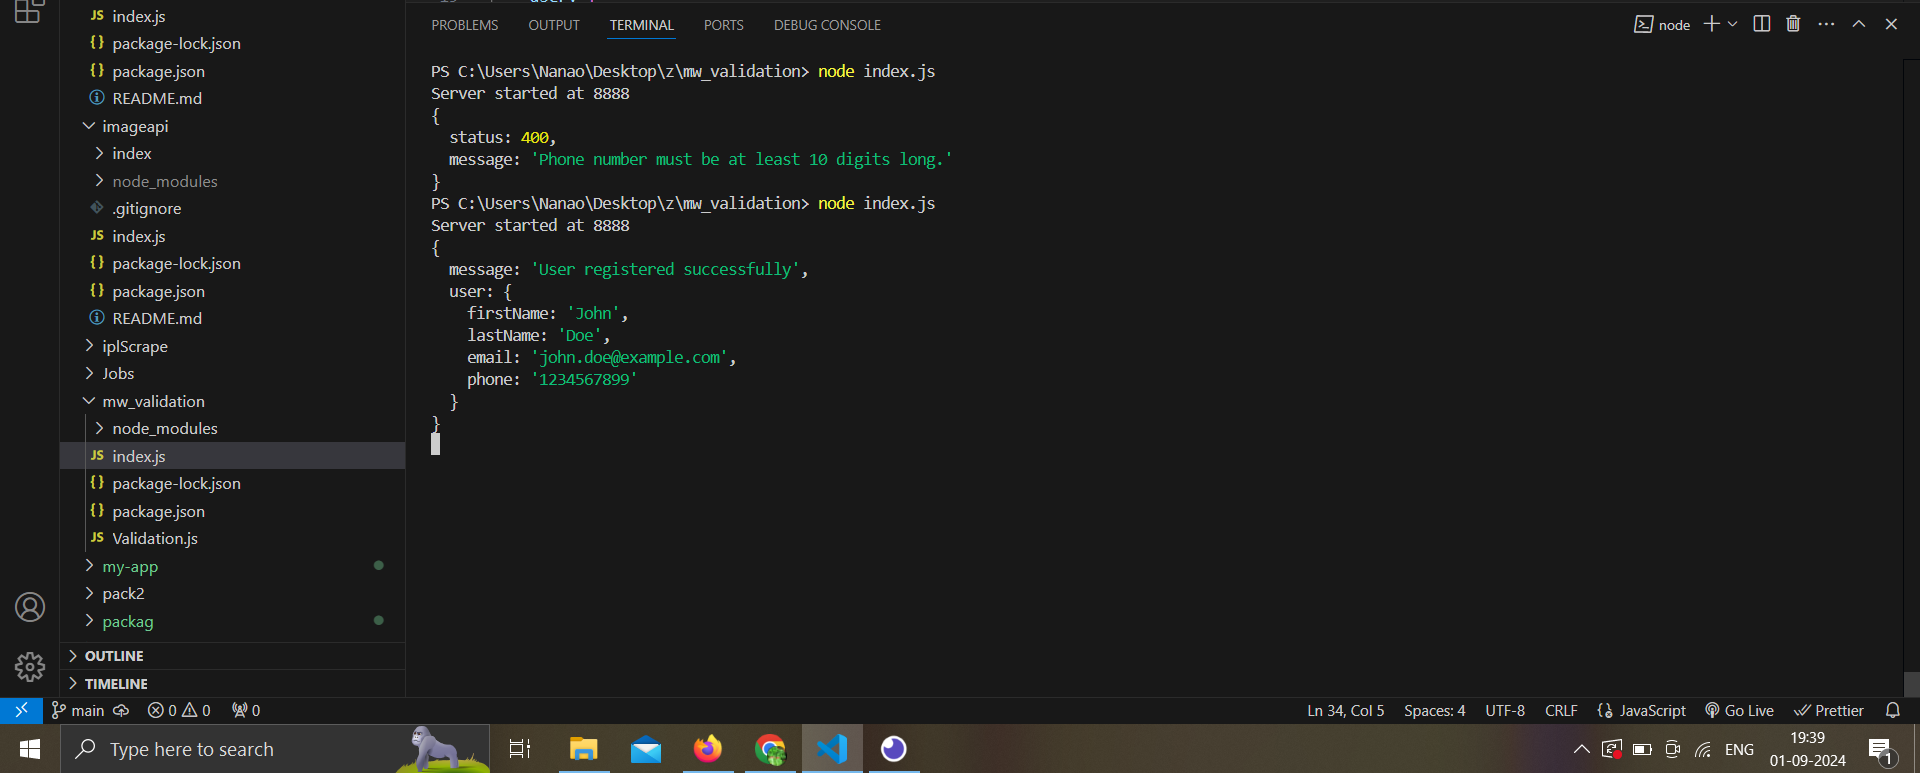 index.js
package-lock.json
package.json
README.md
imageapi
index
node_modules
.gitignore
index.js
package-lock.json
package.json
README.md
iplScrape
Jobs
mw_validation
node_modules
index.js
package-lock.json
package.json
Validation.js
my-app
pack2
packag
OUTLINE
TIMELINE
PROBLEMS OUTPUT TERMINAL PORTS DEBUG CONSOLE node
PS C:\Users\Nanao\Desktop\z\mw_validation> node index.js
Server started at 8888
{
  status: 400,
  message: 'Phone number must be at least 10 digits long.'
}
PS C:\Users\Nanao\Desktop\z\mw_validation> node index.js
Server started at 8888
{
  message: 'User registered successfully',
  user: {
    firstName: 'John',
    lastName: 'Doe',
    email: 'john.doe@example.com',
    phone: '1234567899'
  }
}
main 0 0 0 Ln 34, Col 5 Spaces: 4 UTF-8 CRLF {} JavaScript Go Live Prettier
Type here to search ENG 19:39
01-09-2024 1